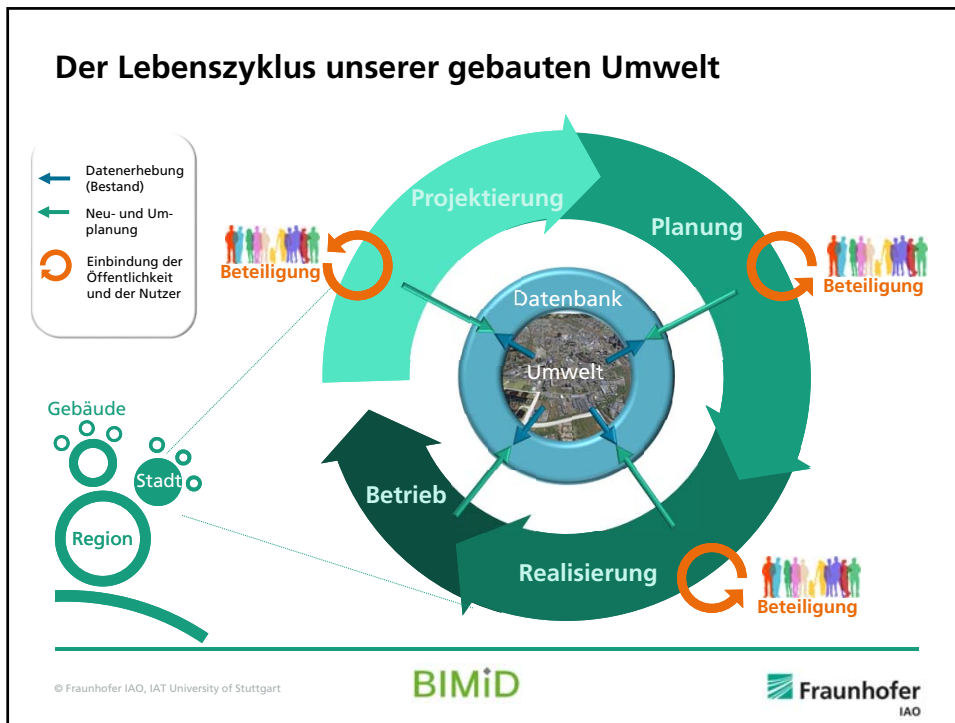 Der Lebenszyklus unserer gebauten Umwelt
Datenerhebung
(Bestand)
Neu- und Um-
planung
Einbindung der
Öffentlichkeit
und der Nutzer
Projektierung
Planung
Beteiligung
Beteiligung
Datenbank
Umwelt
Gebäude
Stadt
Region
Betrieb
Realisierung
Beteiligung
© Fraunhofer IAO, IAT University of Stuttgart
BIMiD
Fraunhofer
IAO